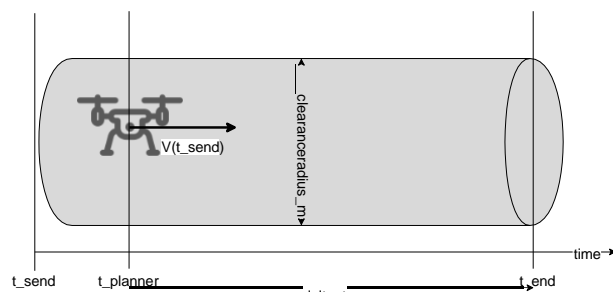 clearanceradius_m
V(t_send)
time
t_send
t_planner
t_end